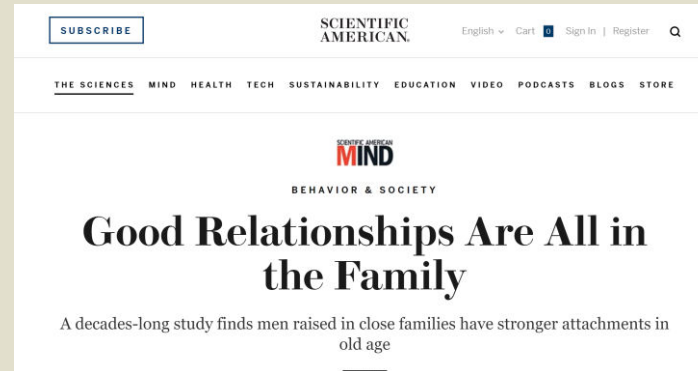 SUBSCRIBE
SCIENTIFIC
AMERICAN.
English Cart 0 Sign In | Register
THE SCIENCES MIND HEALTH TECH SUSTAINABILITY EDUCATION VIDEO PODCASTS BLOGS STORE
SCIENTIFIC AMERICAN
MIND
BEHAVIOR & SOCIETY
Good Relationships Are All in
the Family
A decades-long study finds men raised in close families have stronger attachments in
old age